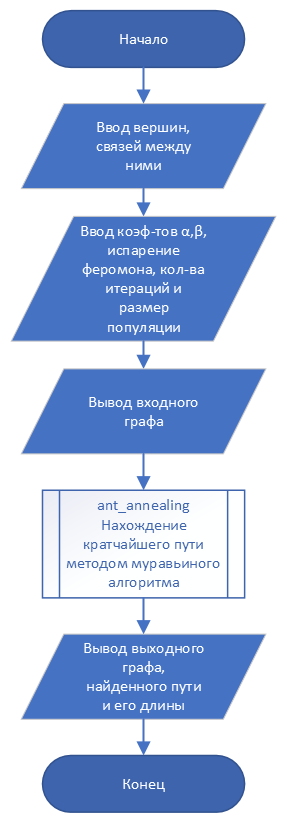 Начало
Ввод вершин,
связей между
ними
Ввод коэф-тов α,β,
испарение
феромона, кол-ва
итераций и
размер
популяции
Вывод входного
графа
ant_annealing
Нахождение
кратчайшего пути
методом муравьиного
алгоритма
Вывод выходного
графа,
найденного пути
и его длины
Конец